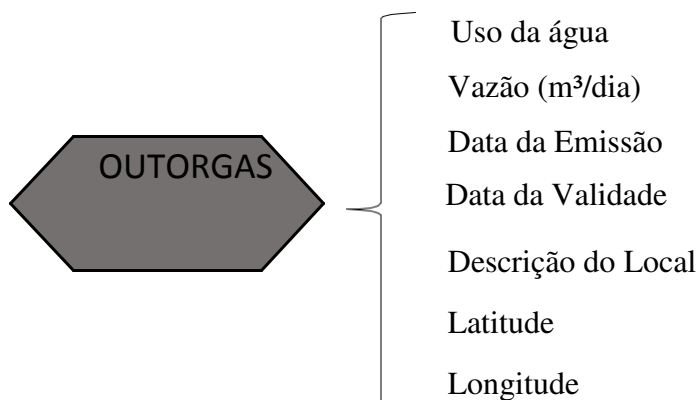 OUTORGAS
Uso da água
Vazão (m³/dia)
Data da Emissão
Data da Validade
Descrição do Local
Latitude
Longitude